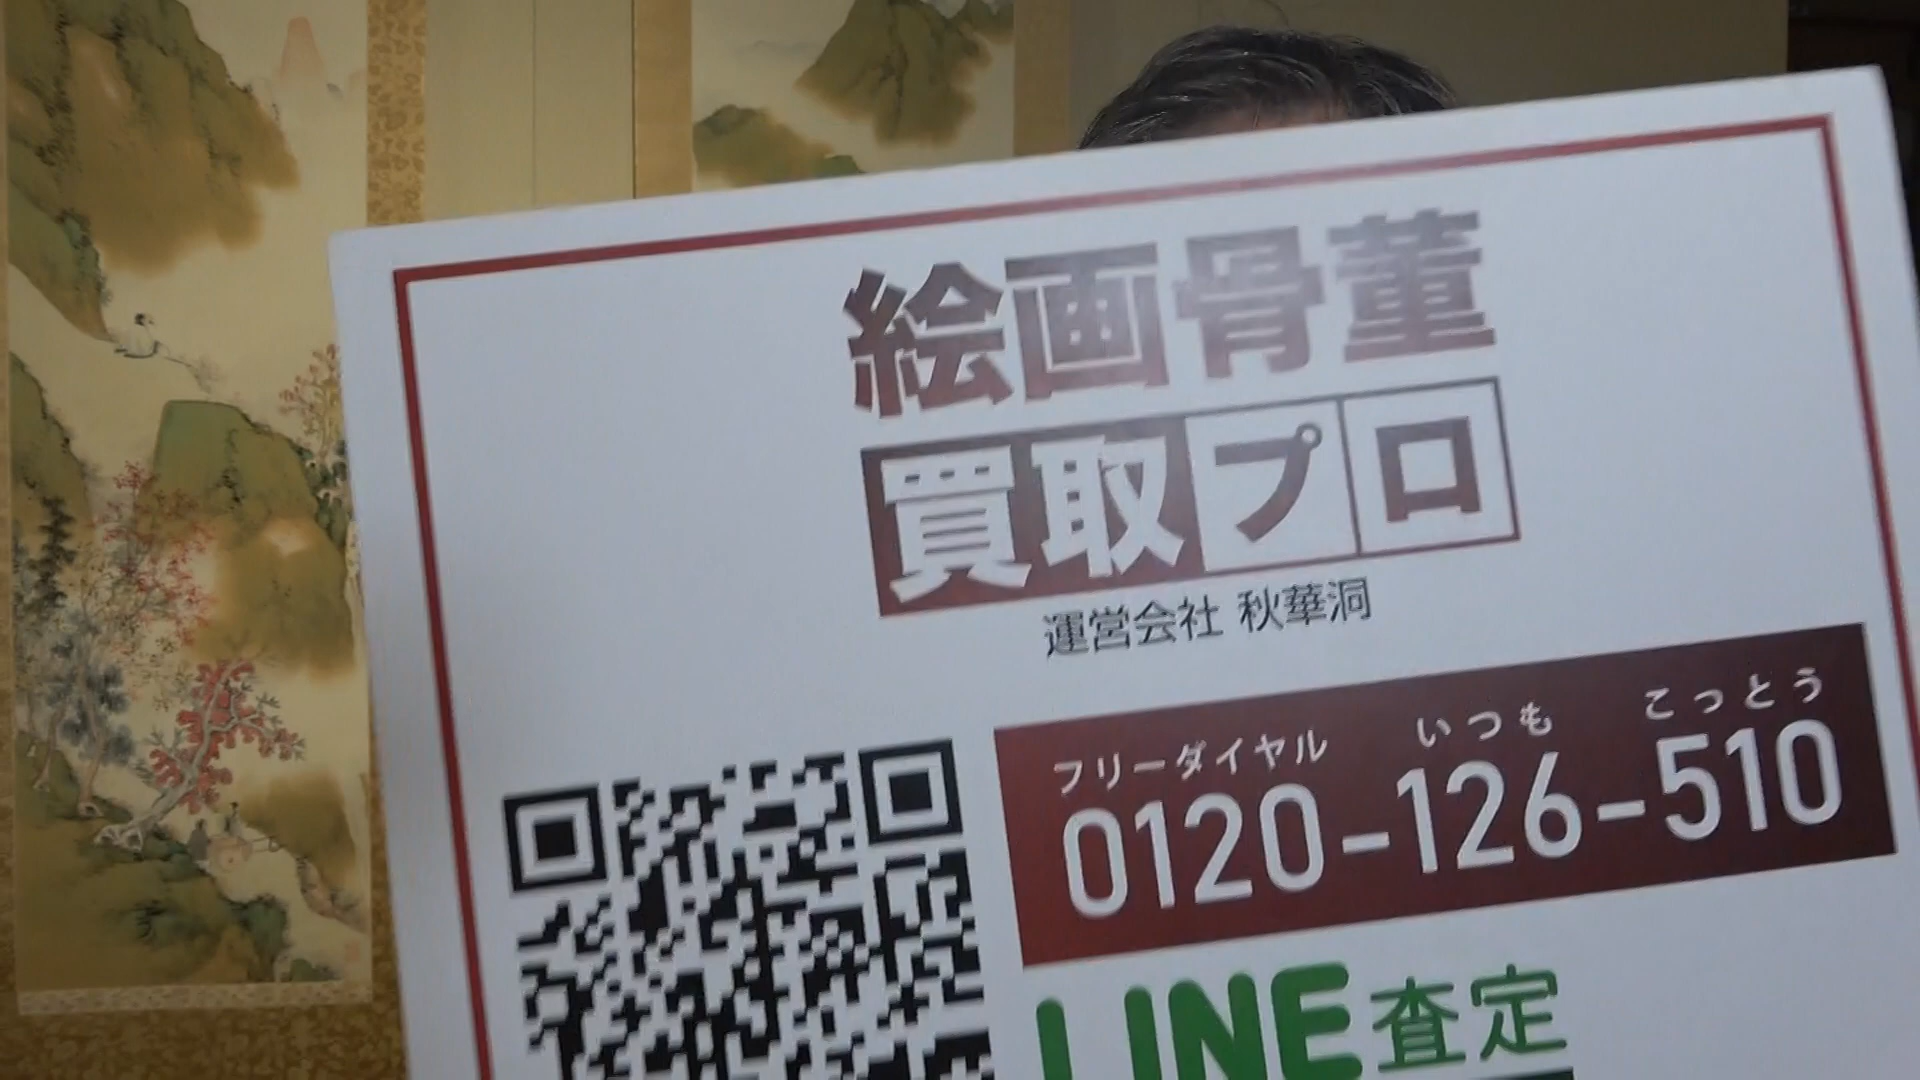 絵画骨董
買取プロ
運営会社 秋華洞
フリーダイヤル いつも こっとう
0120-126-510
LINE査定